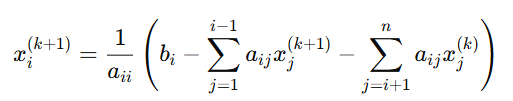 $$x_i^{(k+1)} = \frac{1}{a_{ii}} \left( b_i - \sum_{j=1}^{i-1} a_{ij} x_j^{(k+1)} - \sum_{j=i+1}^{n} a_{ij} x_j^{(k)} \right)$$